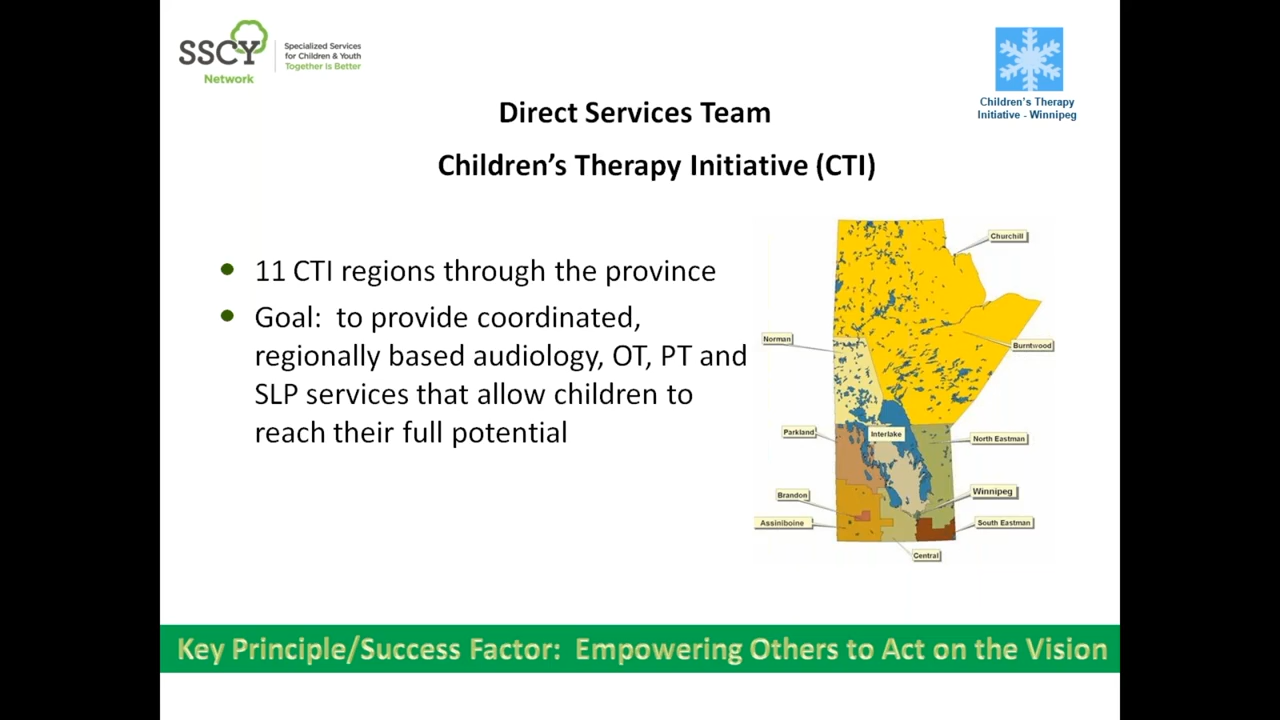 SSCY
Network
Specialized Services
for Children & Youth
Together Is Better
Children's Therapy
Initiative - Winnipeg
Direct Services Team
Children’s Therapy Initiative (CTI)
11 CTI regions through the province
Goal:  to provide coordinated,
regionally based audiology, OT, PT and
SLP services that allow children to
reach their full potential
Churchill
Norman
Burntwood
Parkland
Interlake
North Eastman
Brandon
Winnipeg
Assiniboine
South Eastman
Central
Key Principle/Success Factor:  Empowering Others to Act on the Vision